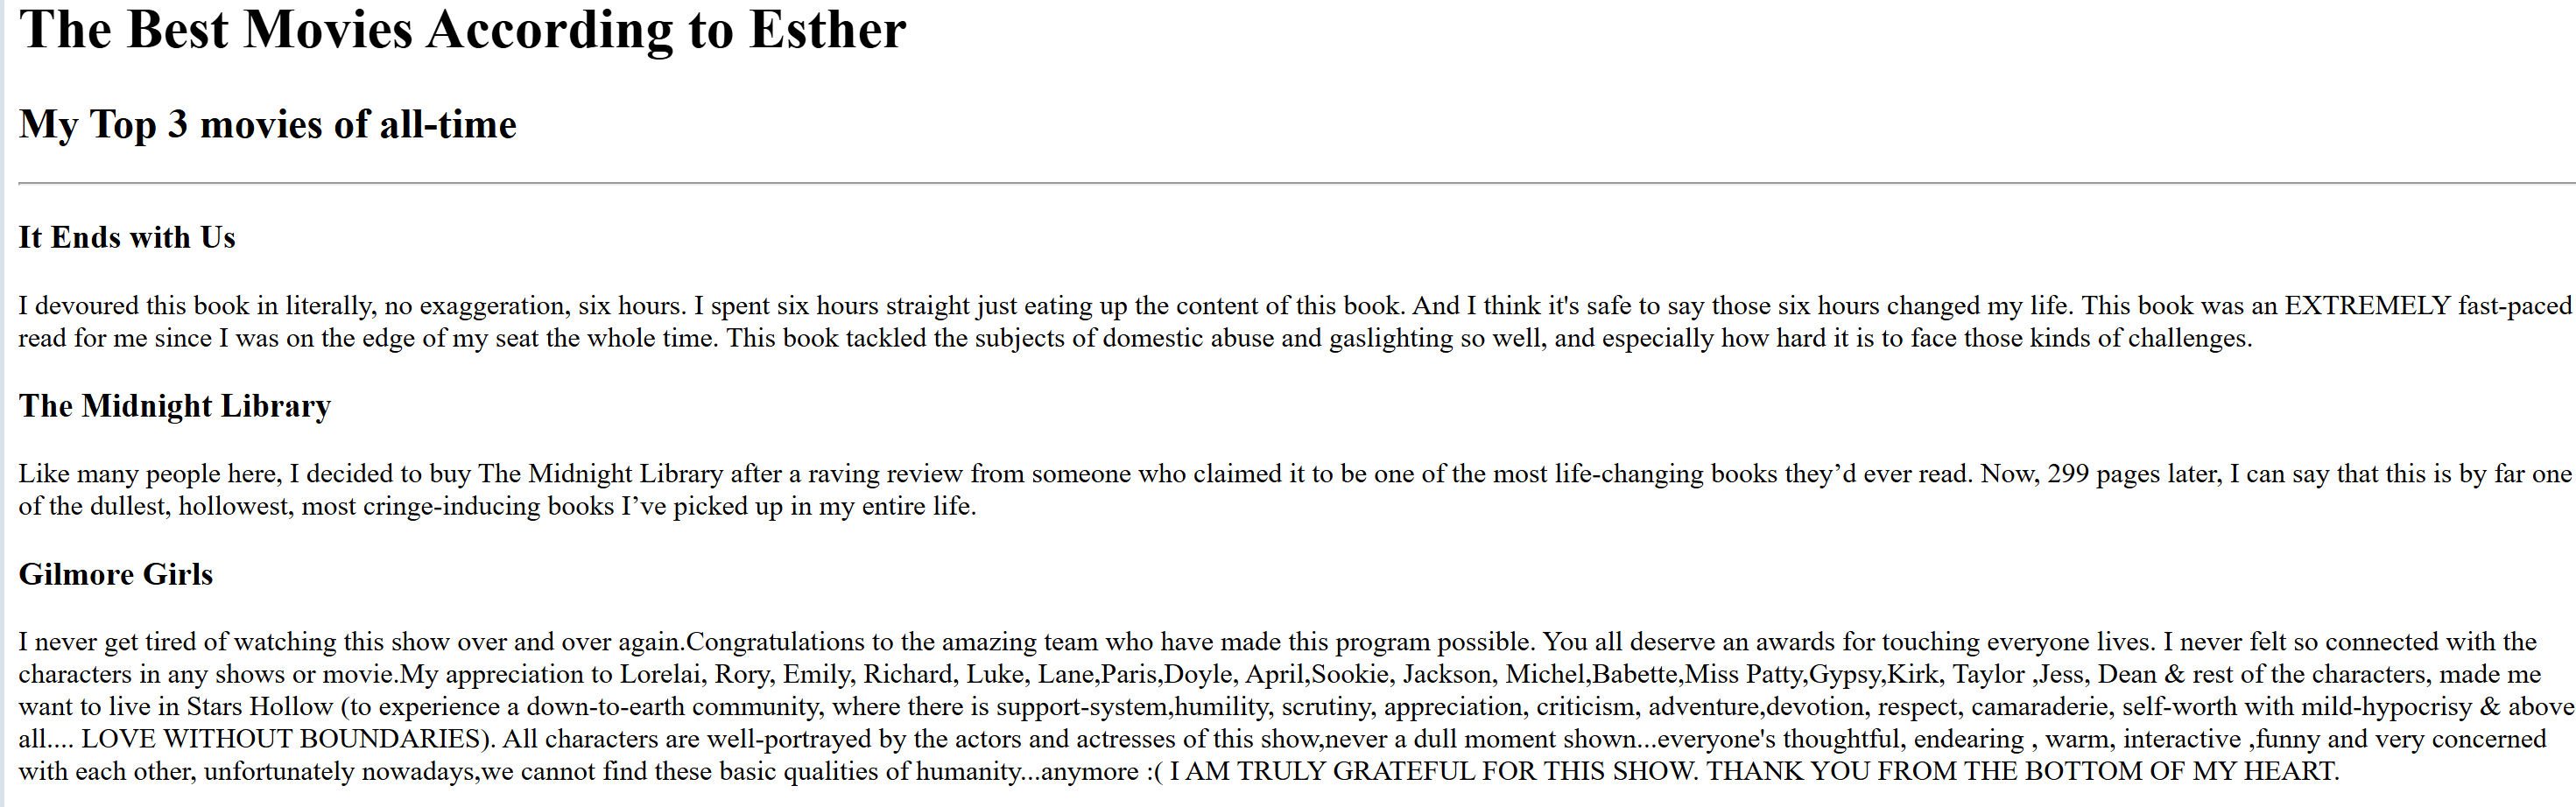 The Best Movies According to Esther
My Top 3 movies of all-time
It Ends with Us
I devoured this book in literally, no exaggeration, six hours. I spent six hours straight just eating up the content of this book. And I think it's safe to say those six hours changed my life. This book was an EXTREMELY fast-paced
read for me since I was on the edge of my seat the whole time. This book tackled the subjects of domestic abuse and gaslighting so well, and especially how hard it is to face those kinds of challenges.
The Midnight Library
Like many people here, I decided to buy The Midnight Library after a raving review from someone who claimed it to be one of the most life-changing books they’d ever read. Now, 299 pages later, I can say that this is by far one
of the dullest, hollowest, most cringe-inducing books I’ve picked up in my entire life.
Gilmore Girls
I never get tired of watching this show over and over again.Congratulations to the amazing team who have made this program possible. You all deserve an awards for touching everyone lives. I never felt so connected with the
characters in any shows or movie.My appreciation to Lorelai, Rory, Emily, Richard, Luke, Lane,Paris,Doyle, April,Sookie, Jackson, Michel,Babette,Miss Patty,Gypsy,Kirk, Taylor ,Jess, Dean & rest of the characters, made me
want to live in Stars Hollow (to experience a down-to-earth community, where there is support-system,humility, scrutiny, appreciation, criticism, adventure,devotion, respect, camaraderie, self-worth with mild-hypocrisy & above
all.... LOVE WITHOUT BOUNDARIES). All characters are well-portrayed by the actors and actresses of this show,never a dull moment shown...everyone's thoughtful, endearing , warm, interactive ,funny and very concerned
with each other, unfortunately nowadays,we cannot find these basic qualities of humanity...anymore :( I AM TRULY GRATEFUL FOR THIS SHOW. THANK YOU FROM THE BOTTOM OF MY HEART.